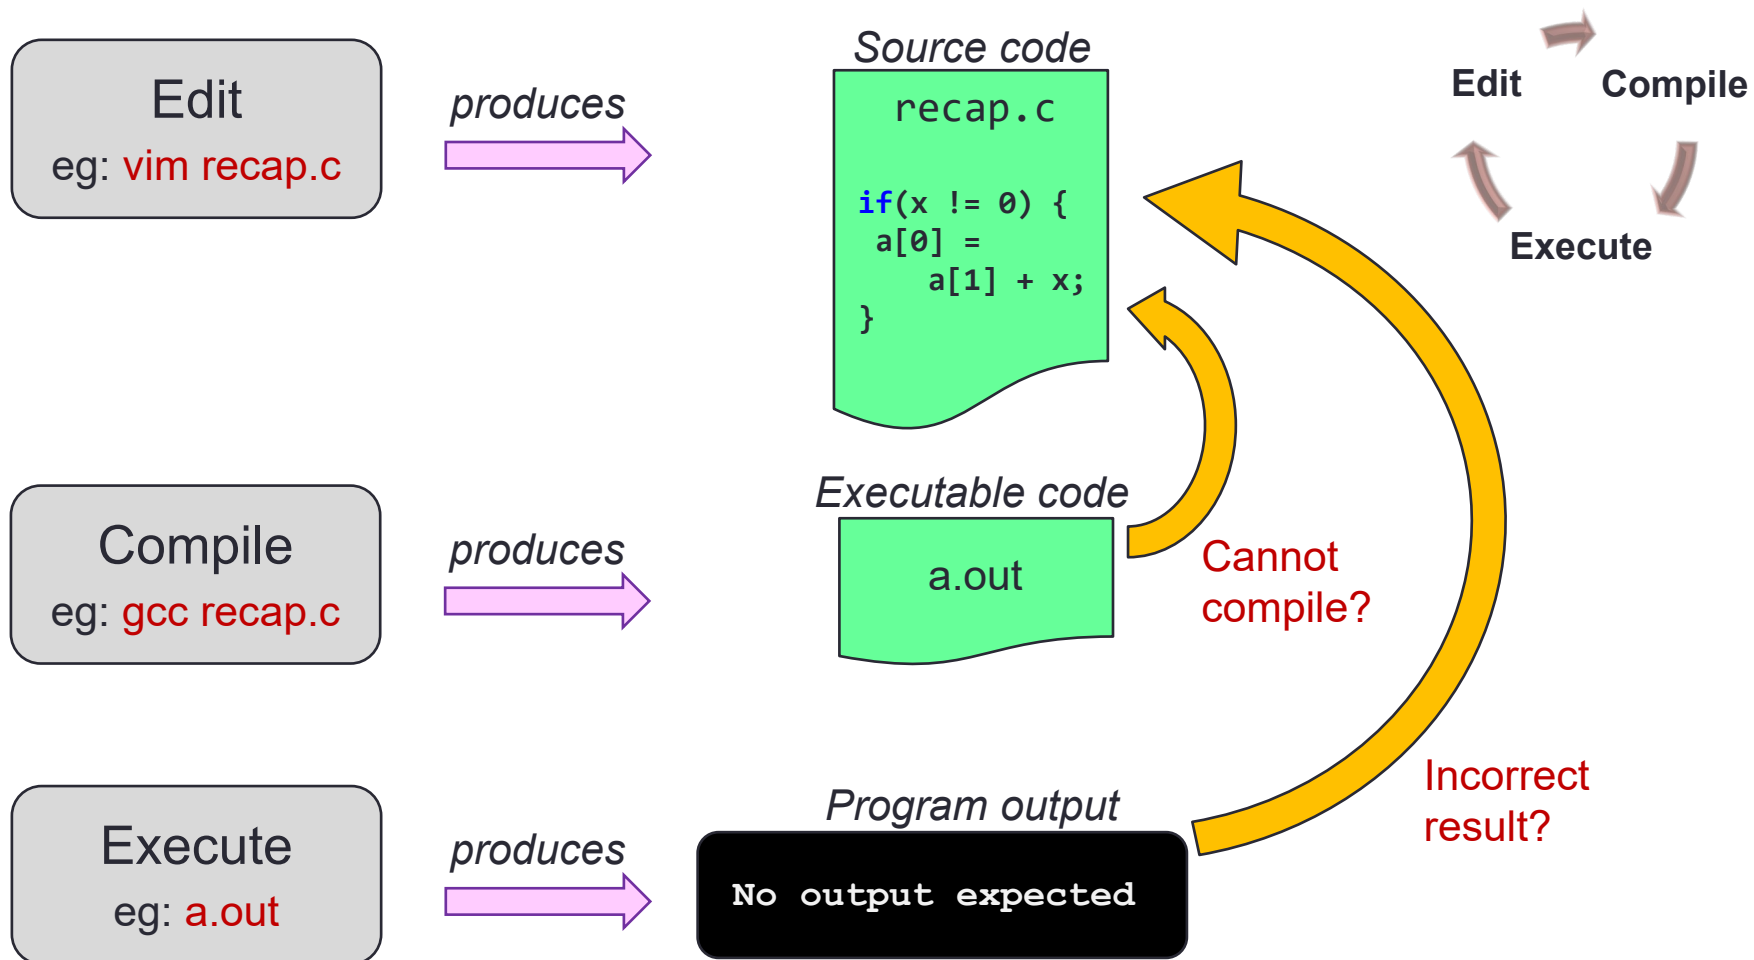 Edit
eg: vim recap.c
produces
Source code
recap.c
if(x != 0) {
a[0] =
a[1] + x;
}
Edit
Compile
Execute
Compile
eg: gcc recap.c
produces
Executable code
a.out
Cannot
compile?
Execute
eg: a.out
produces
Program output
No output expected
Incorrect
result?